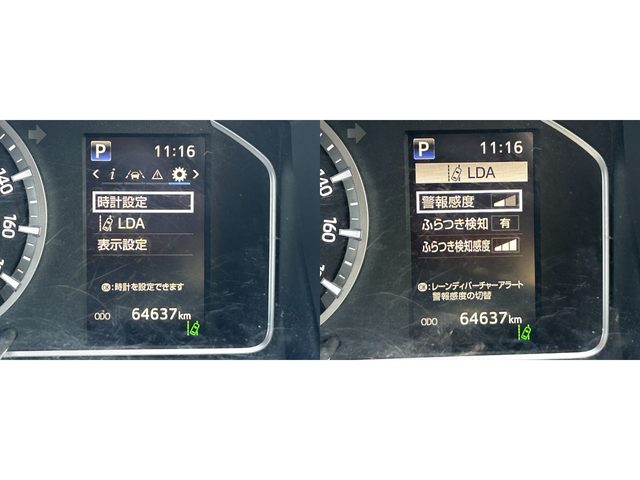 140
160
P
11:16
時計設定
LDA
表示設定
OK:時計を設定できます
ODO 64637km
140
160
P
11:16
LDA
警報感度
ふらつき検知 有
ふらつき検知感度
OK:レーンディパーチャーアラート
警報感度の切替
ODO 64637km